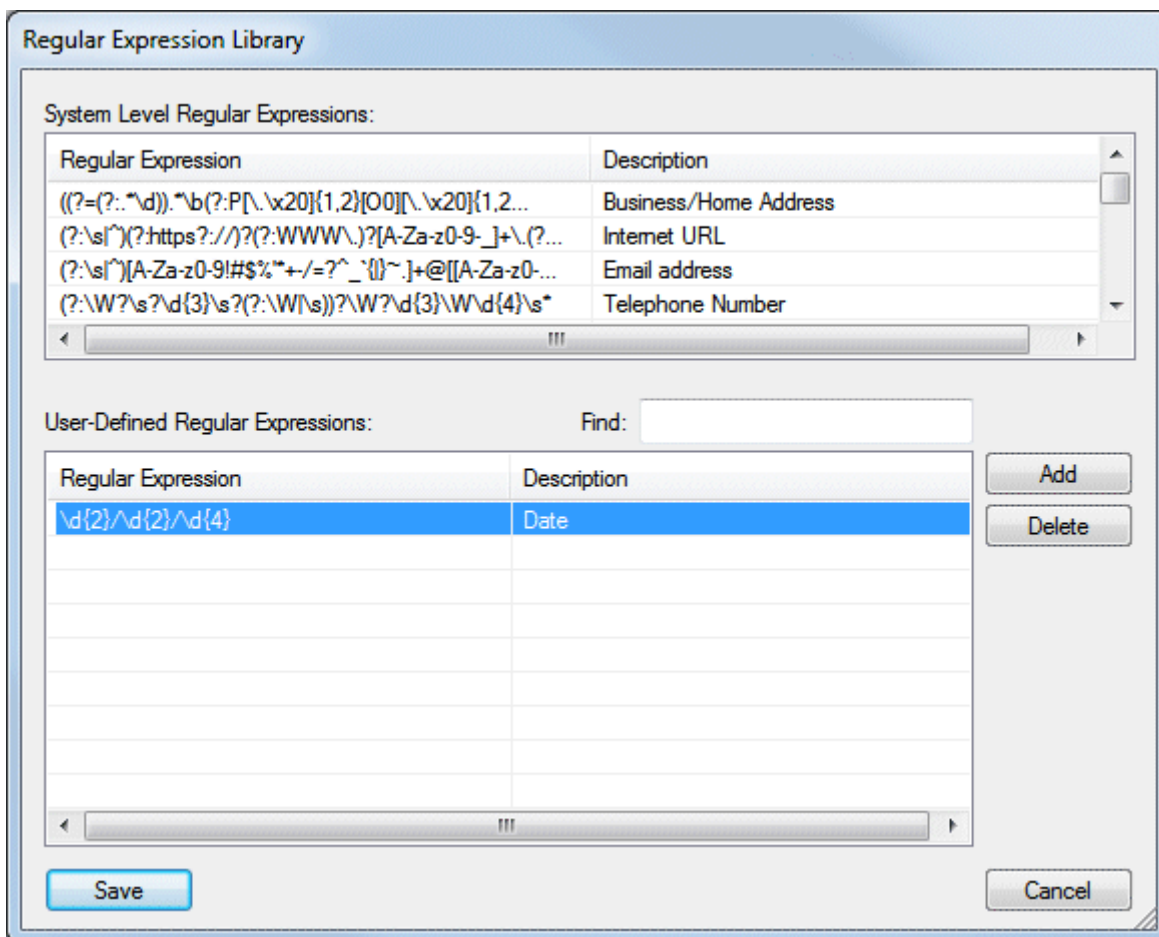 Regular Expression Library
System Level Regular Expressions:
Regular Expression Description
((?=(?:.*\d)).*\b(?:P[\.\x20]{1,2}[O0][\.\x20]{1,2... Business/Home Address
(?:\s|^)(?:https?://)?(?:WWW\.)?[A-Za-z0-9-_]+\.(?... Internet URL
(?:\s|^)[A-Za-z0-9!#$%'*+-/=?^_`{|}~.]+@[[A-Za-z0-... Email address
(?:\W?\s?\d{3}\s?(?:\W|\s))?\W?\d{3}\W\d{4}\s* Telephone Number
User-Defined Regular Expressions: Find:
Regular Expression Description Add
\d{2}/\d{2}/\d{4} Date Delete
Save Cancel